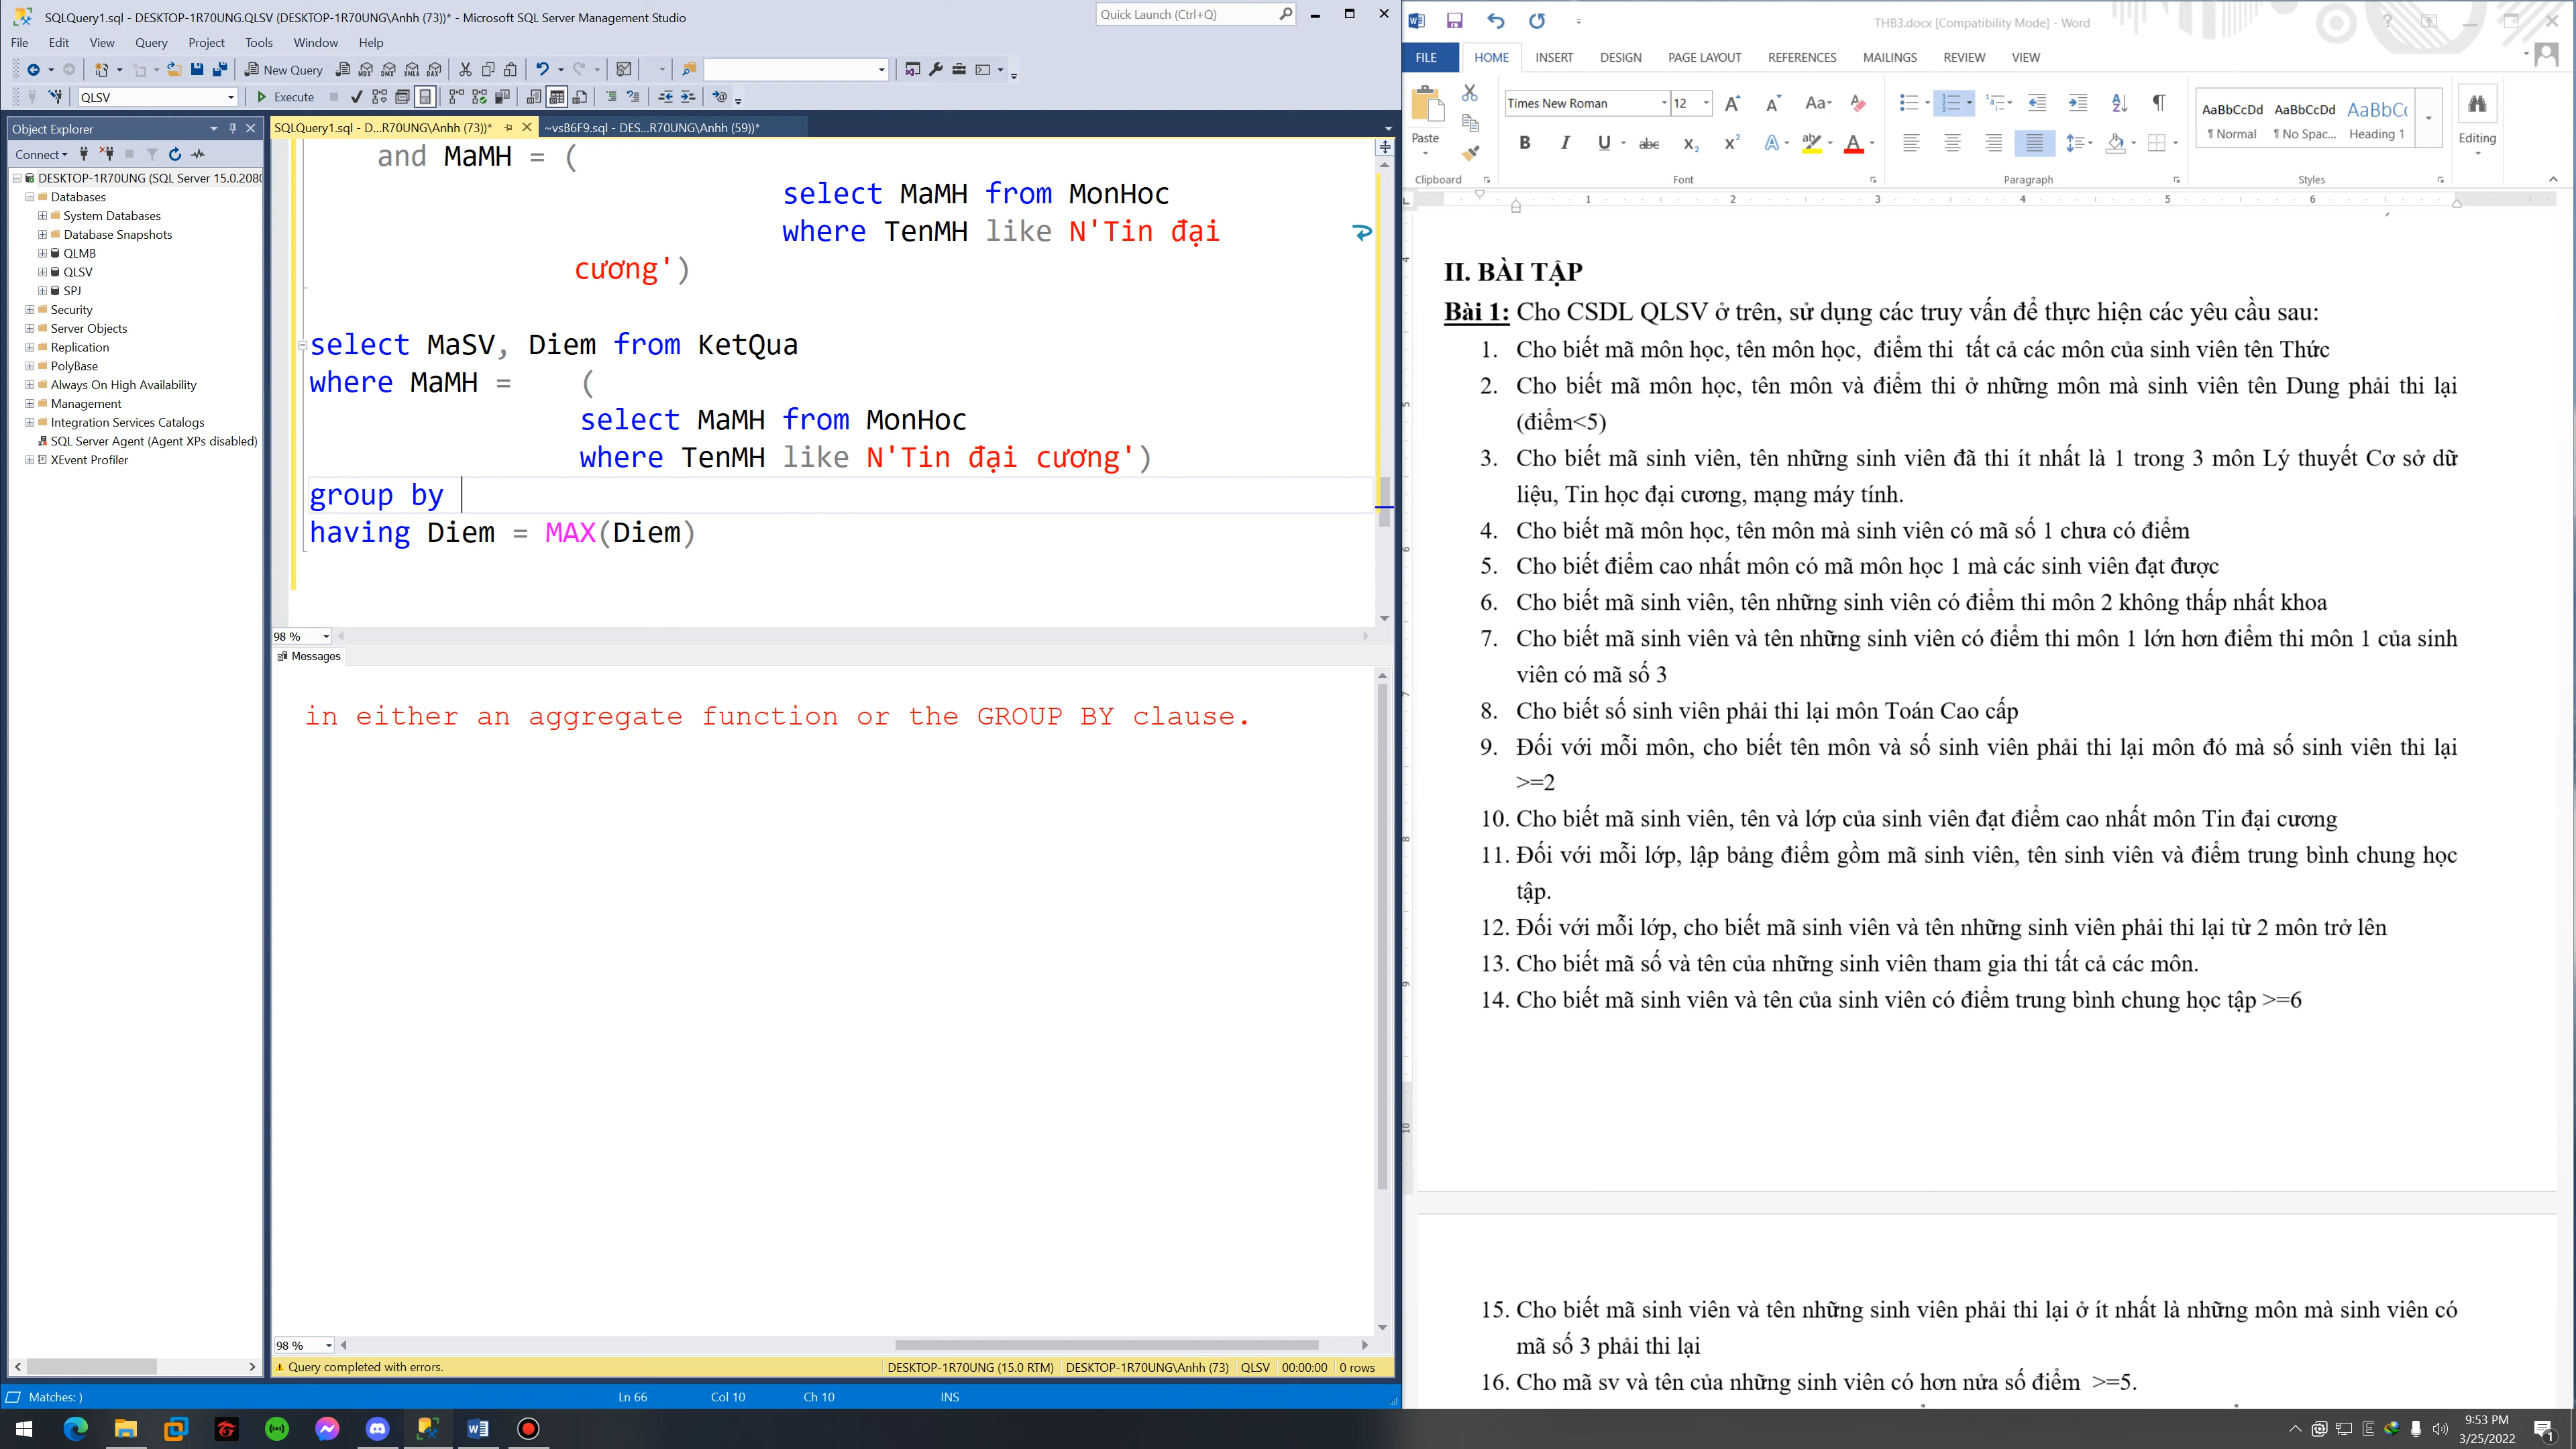 SQLQuery1.sql - DESKTOP-1R70UNG.QLSV (DESKTOP-1R70UNG\Anhh (73))* - Microsoft SQL Server Management Studio
Quick Launch (Ctrl+Q)
File Edit View Query Project Tools Window Help
New Query
QLSV Execute
Object Explorer
Connect
DESKTOP-1R70UNG (SQL Server 15.0.2080
Databases
System Databases
Database Snapshots
QLMB
QLSV
SPJ
Security
Server Objects
Replication
PolyBase
Always On High Availability
Management
Integration Services Catalogs
SQL Server Agent (Agent XPs disabled)
XEvent Profiler
SQLQuery1.sql - D...R70UNG\Anhh (73))* ~vsB6F9.sql - DES...R70UNG\Anhh (59))*
and MaMH = (
select MaMH from MonHoc
where TenMH like N'Tin đại
cương')
select MaSV, Diem from KetQua
where MaMH = (
select MaMH from MonHoc
where TenMH like N'Tin đại cương')
group by
having Diem = MAX(Diem)
98 %
Messages
in either an aggregate function or the GROUP BY clause.
98 %
Query completed with errors. DESKTOP-1R70UNG (15.0 RTM) DESKTOP-1R70UNG\Anhh (73) QLSV 00:00:00 0 rows
Matches: ) Ln 66 Col 10 Ch 10 INS
THB3.docx [Compatibility Mode] - Word
FILE HOME INSERT DESIGN PAGE LAYOUT REFERENCES MAILINGS REVIEW VIEW
Paste
Times New Roman 12
AaBbCcDd AaBbCcDd AaBbC
¶ Normal ¶ No Spac... Heading 1
Editing
Clipboard Font Paragraph Styles
1 2 3 4 5 6
II. BÀI TẬP
Bài 1: Cho CSDL QLSV ở trên, sử dụng các truy vấn để thực hiện các yêu cầu sau:
1. Cho biết mã môn học, tên môn học, điểm thi tất cả các môn của sinh viên tên Thức
2. Cho biết mã môn học, tên môn và điểm thi ở những môn mà sinh viên tên Dung phải thi lại
(điểm<5)
3. Cho biết mã sinh viên, tên những sinh viên đã thi ít nhất là 1 trong 3 môn Lý thuyết Cơ sở dữ
liệu, Tin học đại cương, mạng máy tính.
4. Cho biết mã môn học, tên môn mà sinh viên có mã số 1 chưa có điểm
5. Cho biết điểm cao nhất môn có mã môn học 1 mà các sinh viên đạt được
6. Cho biết mã sinh viên, tên những sinh viên có điểm thi môn 2 không thấp nhất khoa
7. Cho biết mã sinh viên và tên những sinh viên có điểm thi môn 1 lớn hơn điểm thi môn 1 của sinh
viên có mã số 3
8. Cho biết số sinh viên phải thi lại môn Toán Cao cấp
9. Đối với mỗi môn, cho biết tên môn và số sinh viên phải thi lại môn đó mà số sinh viên thi lại
>=2
10. Cho biết mã sinh viên, tên và lớp của sinh viên đạt điểm cao nhất môn Tin đại cương
11. Đối với mỗi lớp, lập bảng điểm gồm mã sinh viên, tên sinh viên và điểm trung bình chung học
tập.
12. Đối với mỗi lớp, cho biết mã sinh viên và tên những sinh viên phải thi lại từ 2 môn trở lên
13. Cho biết mã số và tên của những sinh viên tham gia thi tất cả các môn.
14. Cho biết mã sinh viên và tên của sinh viên có điểm trung bình chung học tập >=6
15. Cho biết mã sinh viên và tên những sinh viên phải thi lại ở ít nhất là những môn mà sinh viên có
mã số 3 phải thi lại
16. Cho mã sv và tên của những sinh viên có hơn nửa số điểm >=5.
9:53 PM
3/25/2022